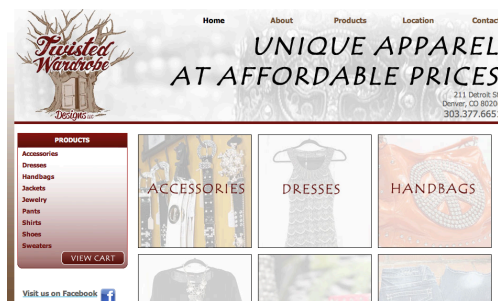 Home About Products Location Contac
Twisted
Wardrobe
Designs LLC
UNIQUE APPAREL
AT AFFORDABLE PRICES
211 Detroit S
Denver, CO 8020
303.377.665
PRODUCTS
Accessories
Dresses
Handbags
Jackets
Jewelry
Pants
Shirts
Shoes
Sweaters
VIEW CART
Visit us on Facebook f
ACCESSORIES DRESSES HANDBAGS